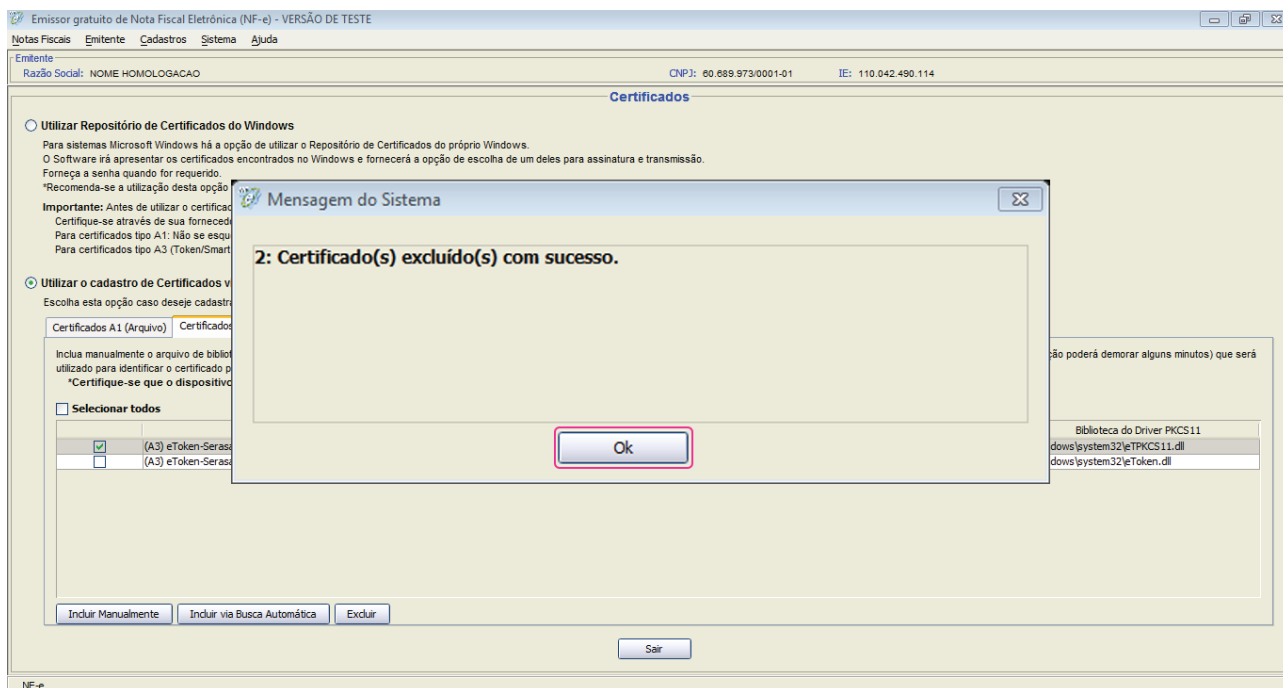 Emissor gratuito de Nota Fiscal Eletrônica (NF-e) - VERSÃO DE TESTE
Notas Fiscais Emitente Cadastros Sistema Ajuda
Emitente
Razão Social: NOME HOMOLOGACAO CNPJ: 60.689.973/0001-01 IE: 110.042.490.114
Certificados
Utilizar Repositório de Certificados do Windows
Para sistemas Microsoft Windows há a opção de utilizar o Repositório de Certificados do próprio Windows.
O Software irá apresentar os certificados encontrados no Windows e fornecerá a opção de escolha de um deles para assinatura e transmissão.
Forneça a senha quando for requerido.
*Recomenda-se a utilização desta opção
Importante: Antes de utilizar o certificad
Certifique-se através de sua forneced
Para certificados tipo A1: Não se esqu
Para certificados tipo A3 (Token/Smart
Mensagem do Sistema
2: Certificado(s) excluído(s) com sucesso.
Ok
Utilizar o cadastro de Certificados v
Escolha esta opção caso deseje cadastra
Certificados A1 (Arquivo) Certificados
Inclua manualmente o arquivo de bibliot ão poderá demorar alguns minutos) que será
utilizado para identificar o certificado p
*Certifique-se que o dispositivo
Selecionar todos
Biblioteca do Driver PKCS11
(A3) eToken-Serasa dows\system32\eTPKCS11.dll
(A3) eToken-Serasa dows\system32\eToken.dll
Incluir Manualmente Incluir via Busca Automática Excluir
Sair
NF-e